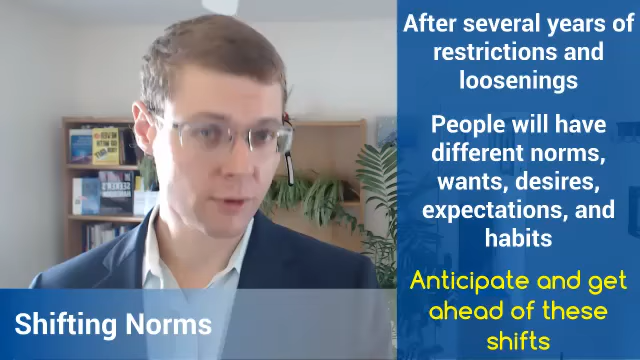 After several years of
restrictions and
loosenings
People will have
different norms,
wants, desires,
expectations, and
habits
Anticipate and get
ahead of these
shifts
Shifting Norms